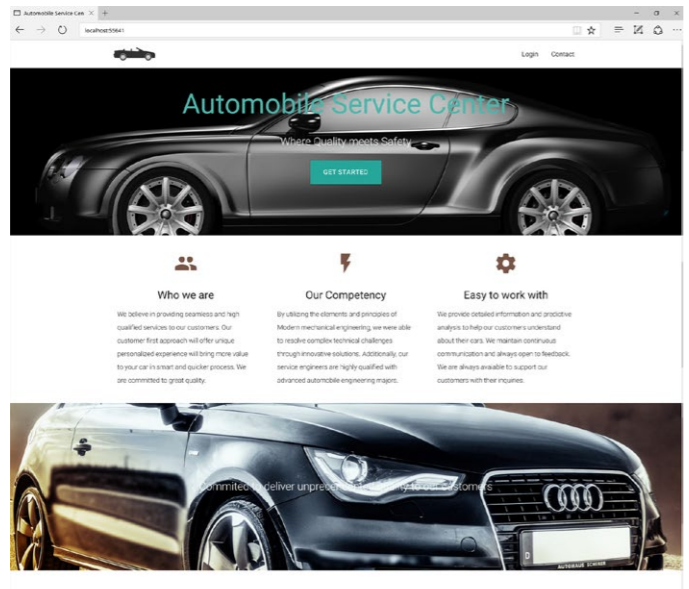 Automobile Service Cen
localhost:55641
Login Contact
Automobile Service Center
Where Quality meets Safety
GET STARTED
Who we are
We believe in providing seamless and high
qualified services to our customers. Our
customer first approach will offer unique
personalized experience will bring more value
to your car in smart and quicker process. We
are committed to great quality.
Our Competency
By utilizing the elements and principles of
Modern mechanical engineering, we were able
to resolve complex technical challenges
through innovative solutions. Additionally, our
service engineers are highly qualified with
advanced automobile engineering majors.
Easy to work with
We provide detailed information and predictive
analysis to help our customers understand
about their cars. We maintain continuous
communication and always open to feedback.
We are always avaiable to support our
customers with their inquiries.
Commited to deliver to our customers
D
AUTOHAUS